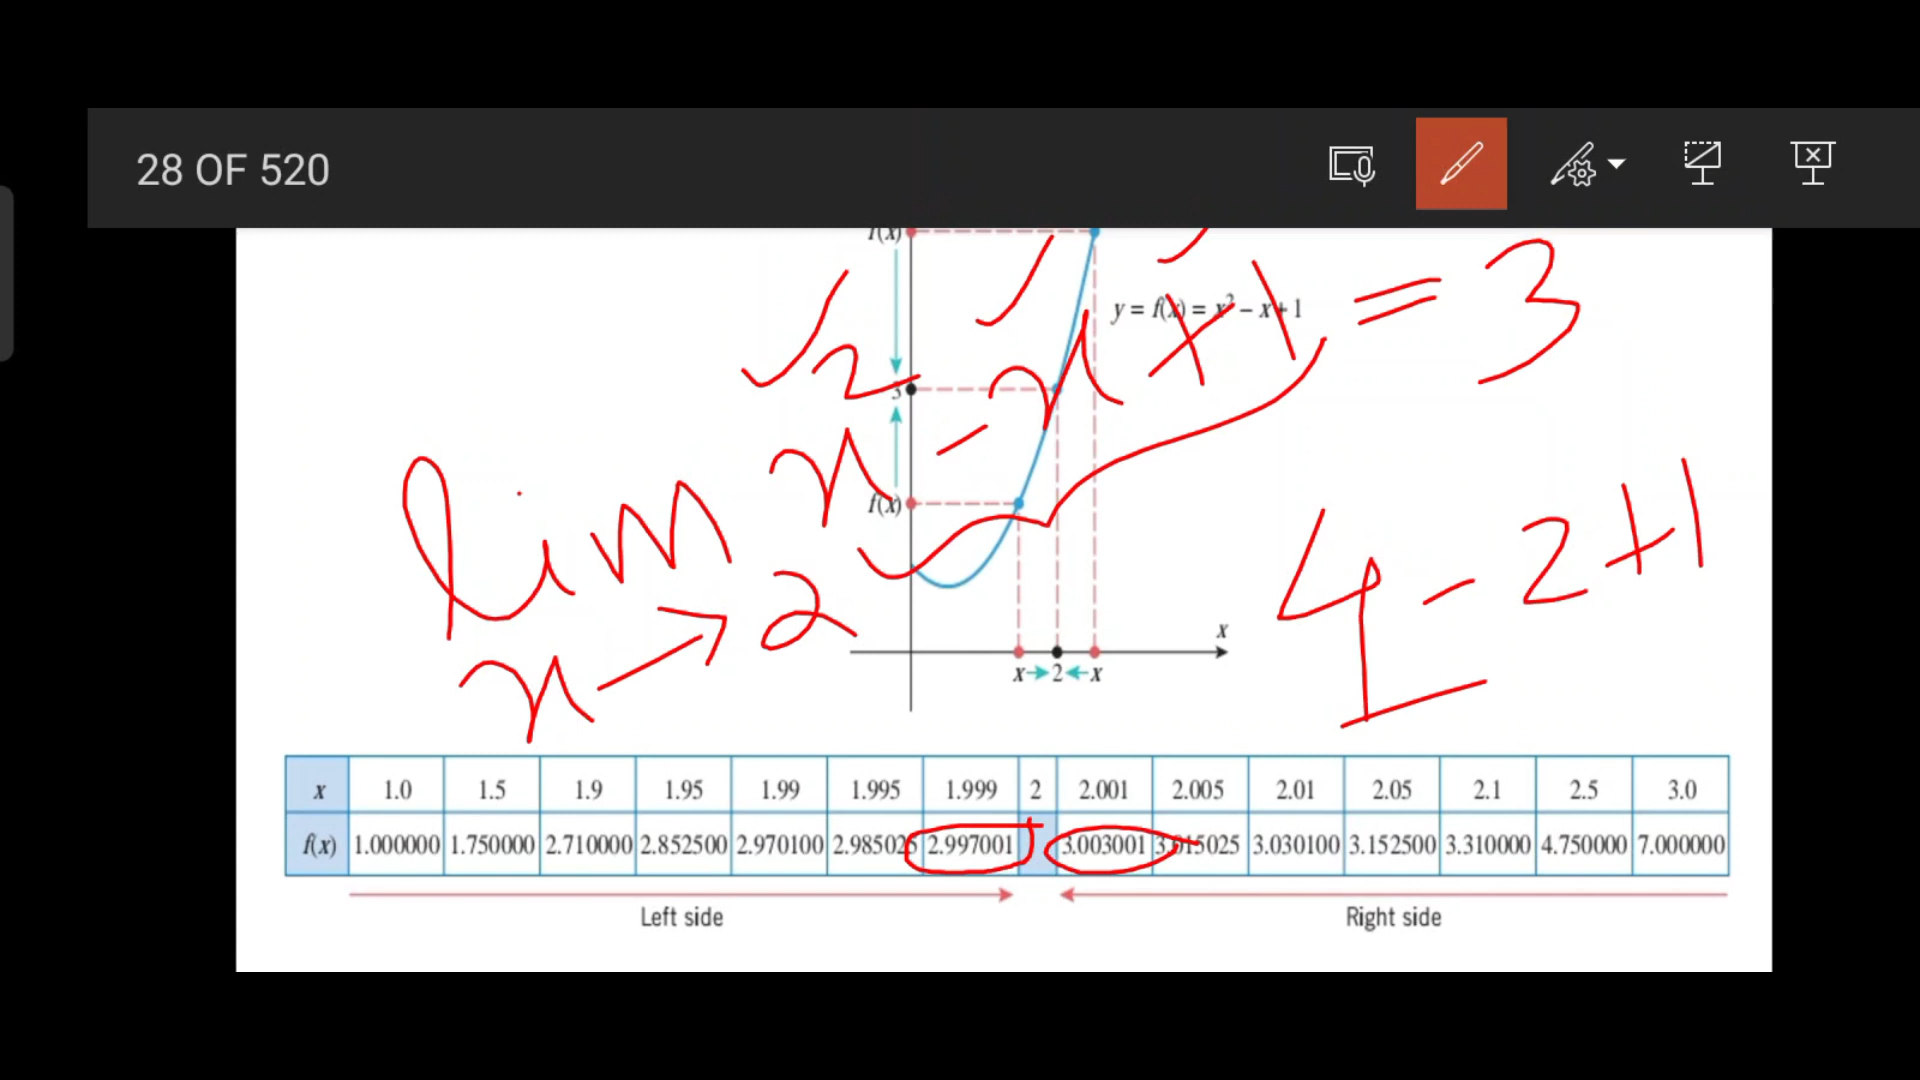 28 OF 520
f(x)
y = f(x) = x² − x + 1
x² − x + 1 = 3
3
lim
f(x)
x → 2
4 − 2 + 1
x
x → 2 ← x
x 1.0 1.5 1.9 1.95 1.99 1.995 1.999 2 2.001 2.005 2.01 2.05 2.1 2.5 3.0
f(x) 1.000000 1.750000 2.710000 2.852500 2.970100 2.985025 2.997001 3.003001 3.015025 3.030100 3.152500 3.310000 4.750000 7.000000
Left side Right side